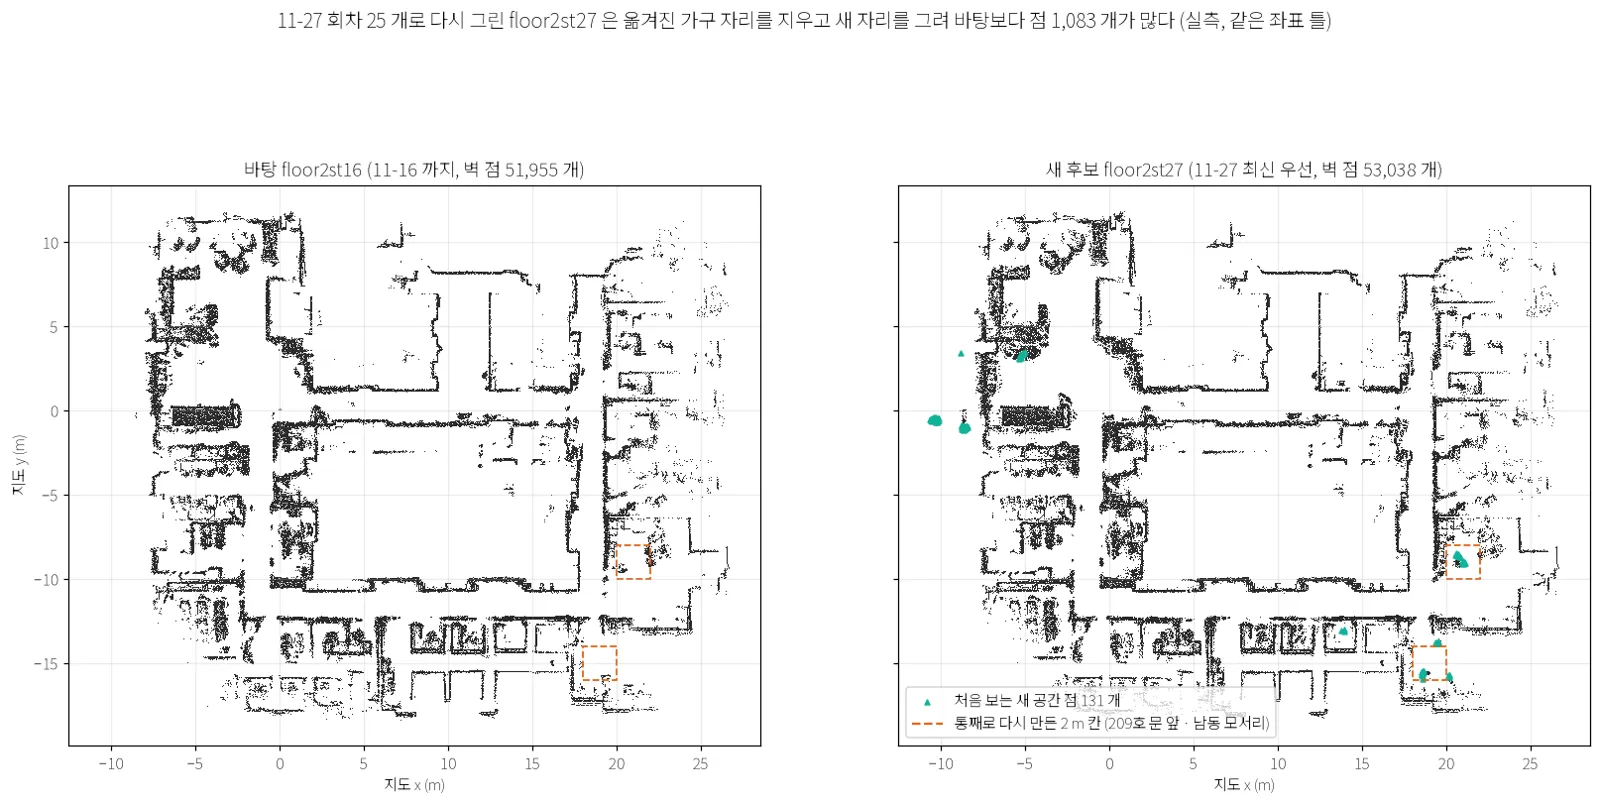 11-27 회차 25 개로 다시 그린 floor2st27 은 옮겨진 가구 자리를 지우고 새 자리를 그려 바탕보다 점 1,083 개가 많다 (실측, 같은 좌표 틀)
바탕 floor2st16 (11-16 까지, 벽 점 51,955 개)
새 후보 floor2st27 (11-27 최신 우선, 벽 점 53,038 개)
10
5
0
−5
−10
−15
지도 y (m)
처음 보는 새 공간 점 131 개
통째로 다시 만든 2 m 칸 (209호 문 앞 · 남동 모서리)
−10 −5 0 5 10 15 20 25
−10 −5 0 5 10 15 20 25
지도 x (m)
지도 x (m)